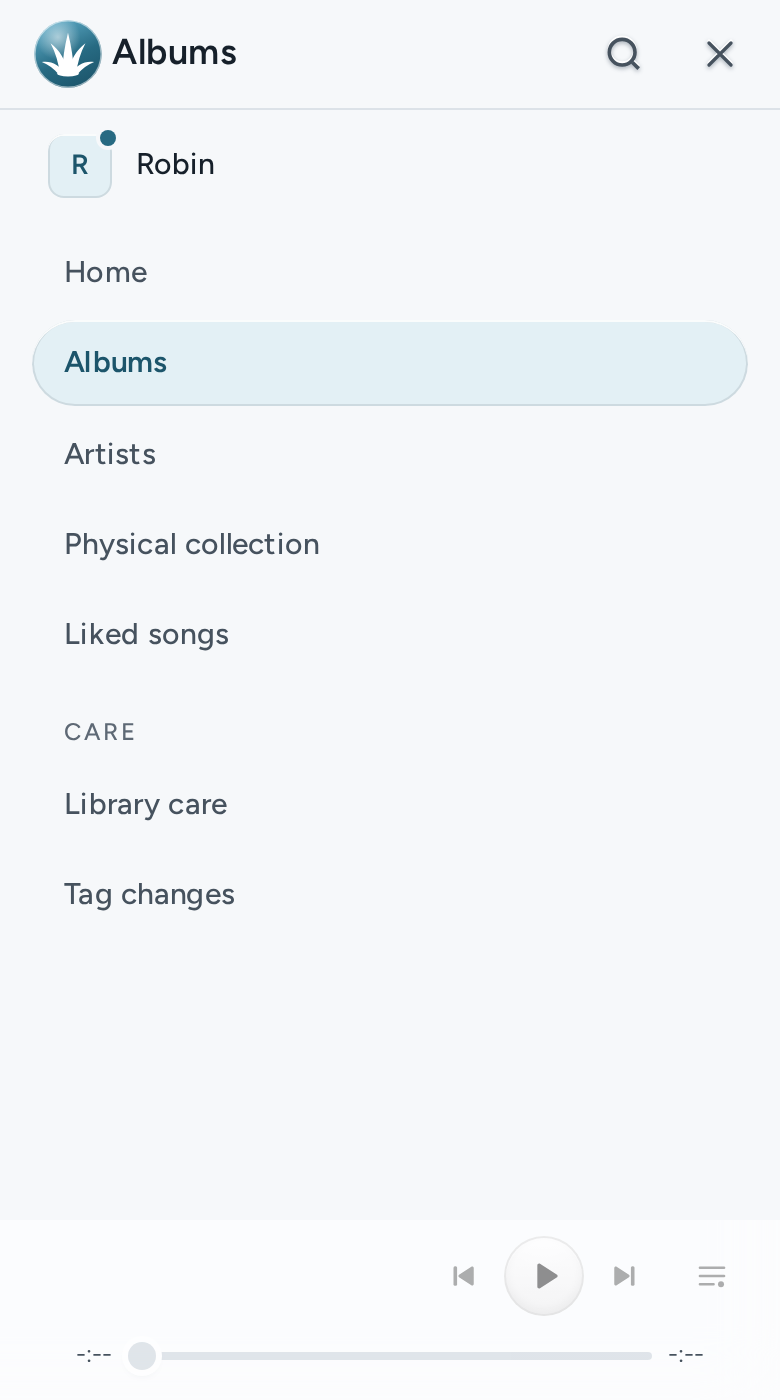 Albums
R
Robin
Home
Albums
Artists
Physical collection
Liked songs
CARE
Library care
Tag changes
-:--
-:--